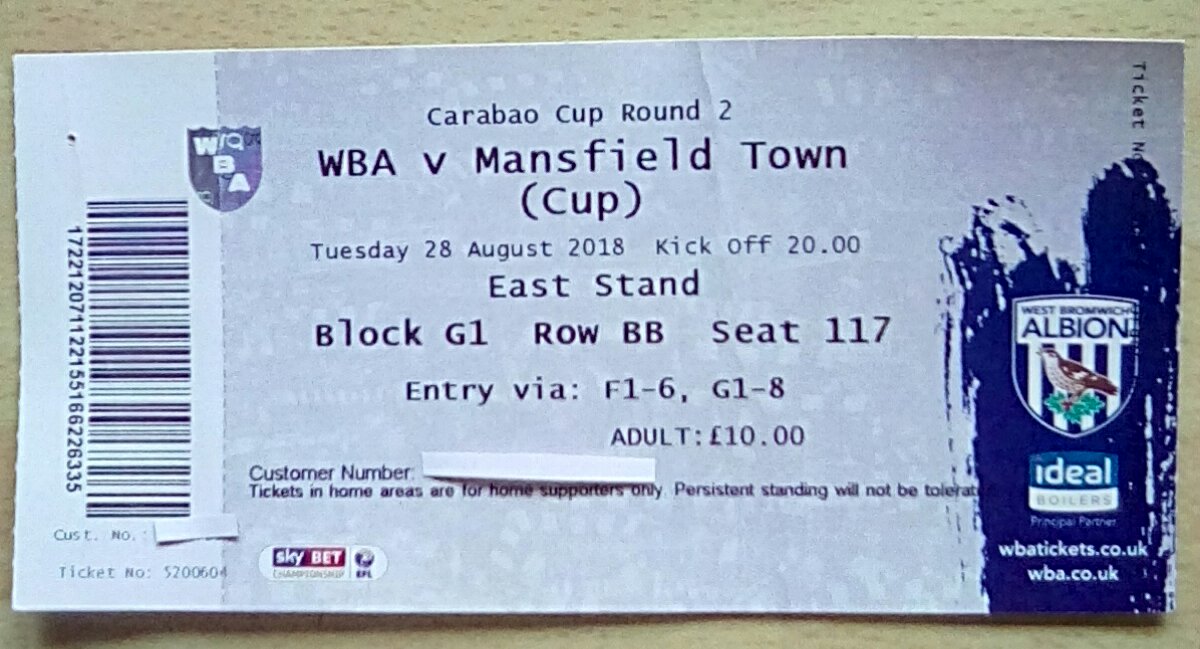 Carabao Cup Round 2
WBA v Mansfield Town
(Cup)
Tuesday 28 August 2018 Kick Off 20.00
East Stand
Block G1 Row BB Seat 117
Entry via: F1-6, G1-8
ADULT:£10.00
Customer Number:
Tickets in home areas are for home supporters only. Persistent standing will not be
WBA
172212071122155166226335
Cust. No.:
Ticket No: 5200604
sky BET
CHAMPIONSHIP
EFL
Ticket
WEST BROMWICH
ALBION
ideal
BOILERS
Principal Partner
wbatickets.co.uk
wba.co.uk